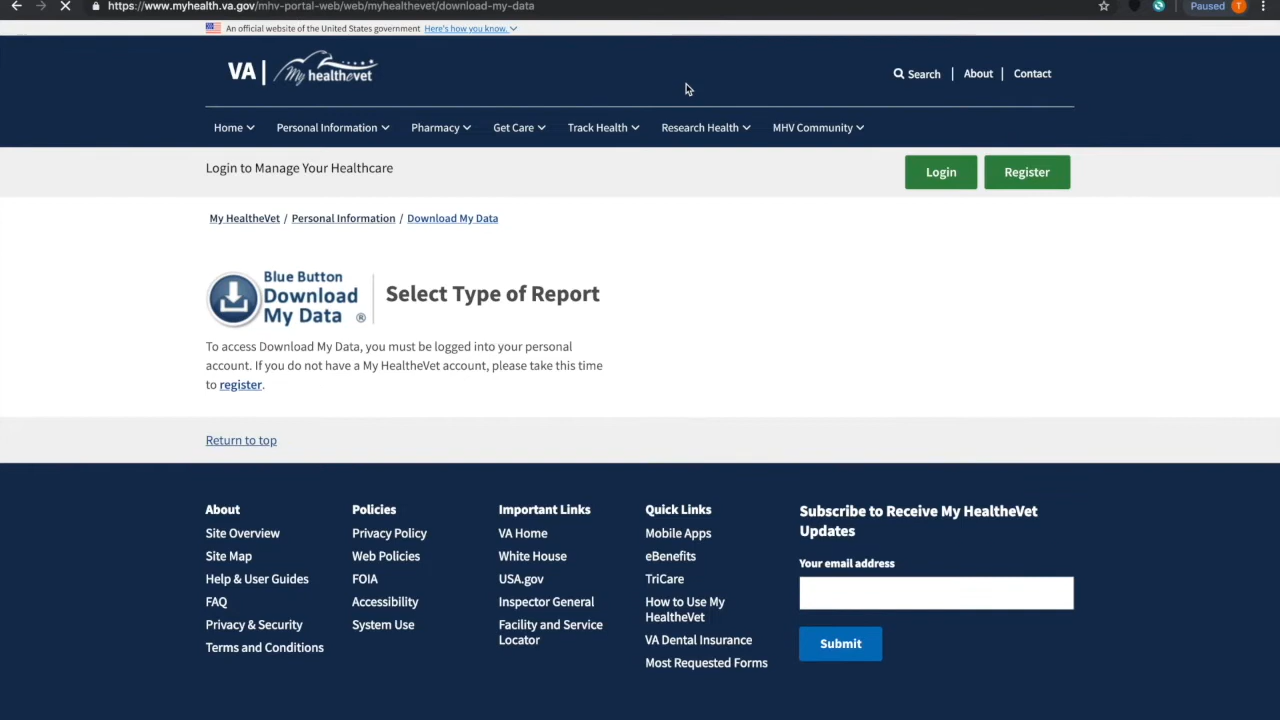 https://www.myhealth.va.gov/mhv-portal-web/web/myhealthevet/download-my-data
Paused T
An official website of the United States government Here's how you know.
VA | My healthevet
Search | About | Contact
Home Personal Information Pharmacy Get Care Track Health Research Health MHV Community
Login to Manage Your Healthcare
Login Register
My HealtheVet / Personal Information / Download My Data
Blue Button
Download
My Data ®
Select Type of Report
To access Download My Data, you must be logged into your personal
account. If you do not have a My HealtheVet account, please take this time
to register.
Return to top
About
Site Overview
Site Map
Help & User Guides
FAQ
Privacy & Security
Terms and Conditions
Policies
Privacy Policy
Web Policies
FOIA
Accessibility
System Use
Important Links
VA Home
White House
USA.gov
Inspector General
Facility and Service
Locator
Quick Links
Mobile Apps
eBenefits
TriCare
How to Use My
HealtheVet
VA Dental Insurance
Most Requested Forms
Subscribe to Receive My HealtheVet
Updates
Your email address
Submit